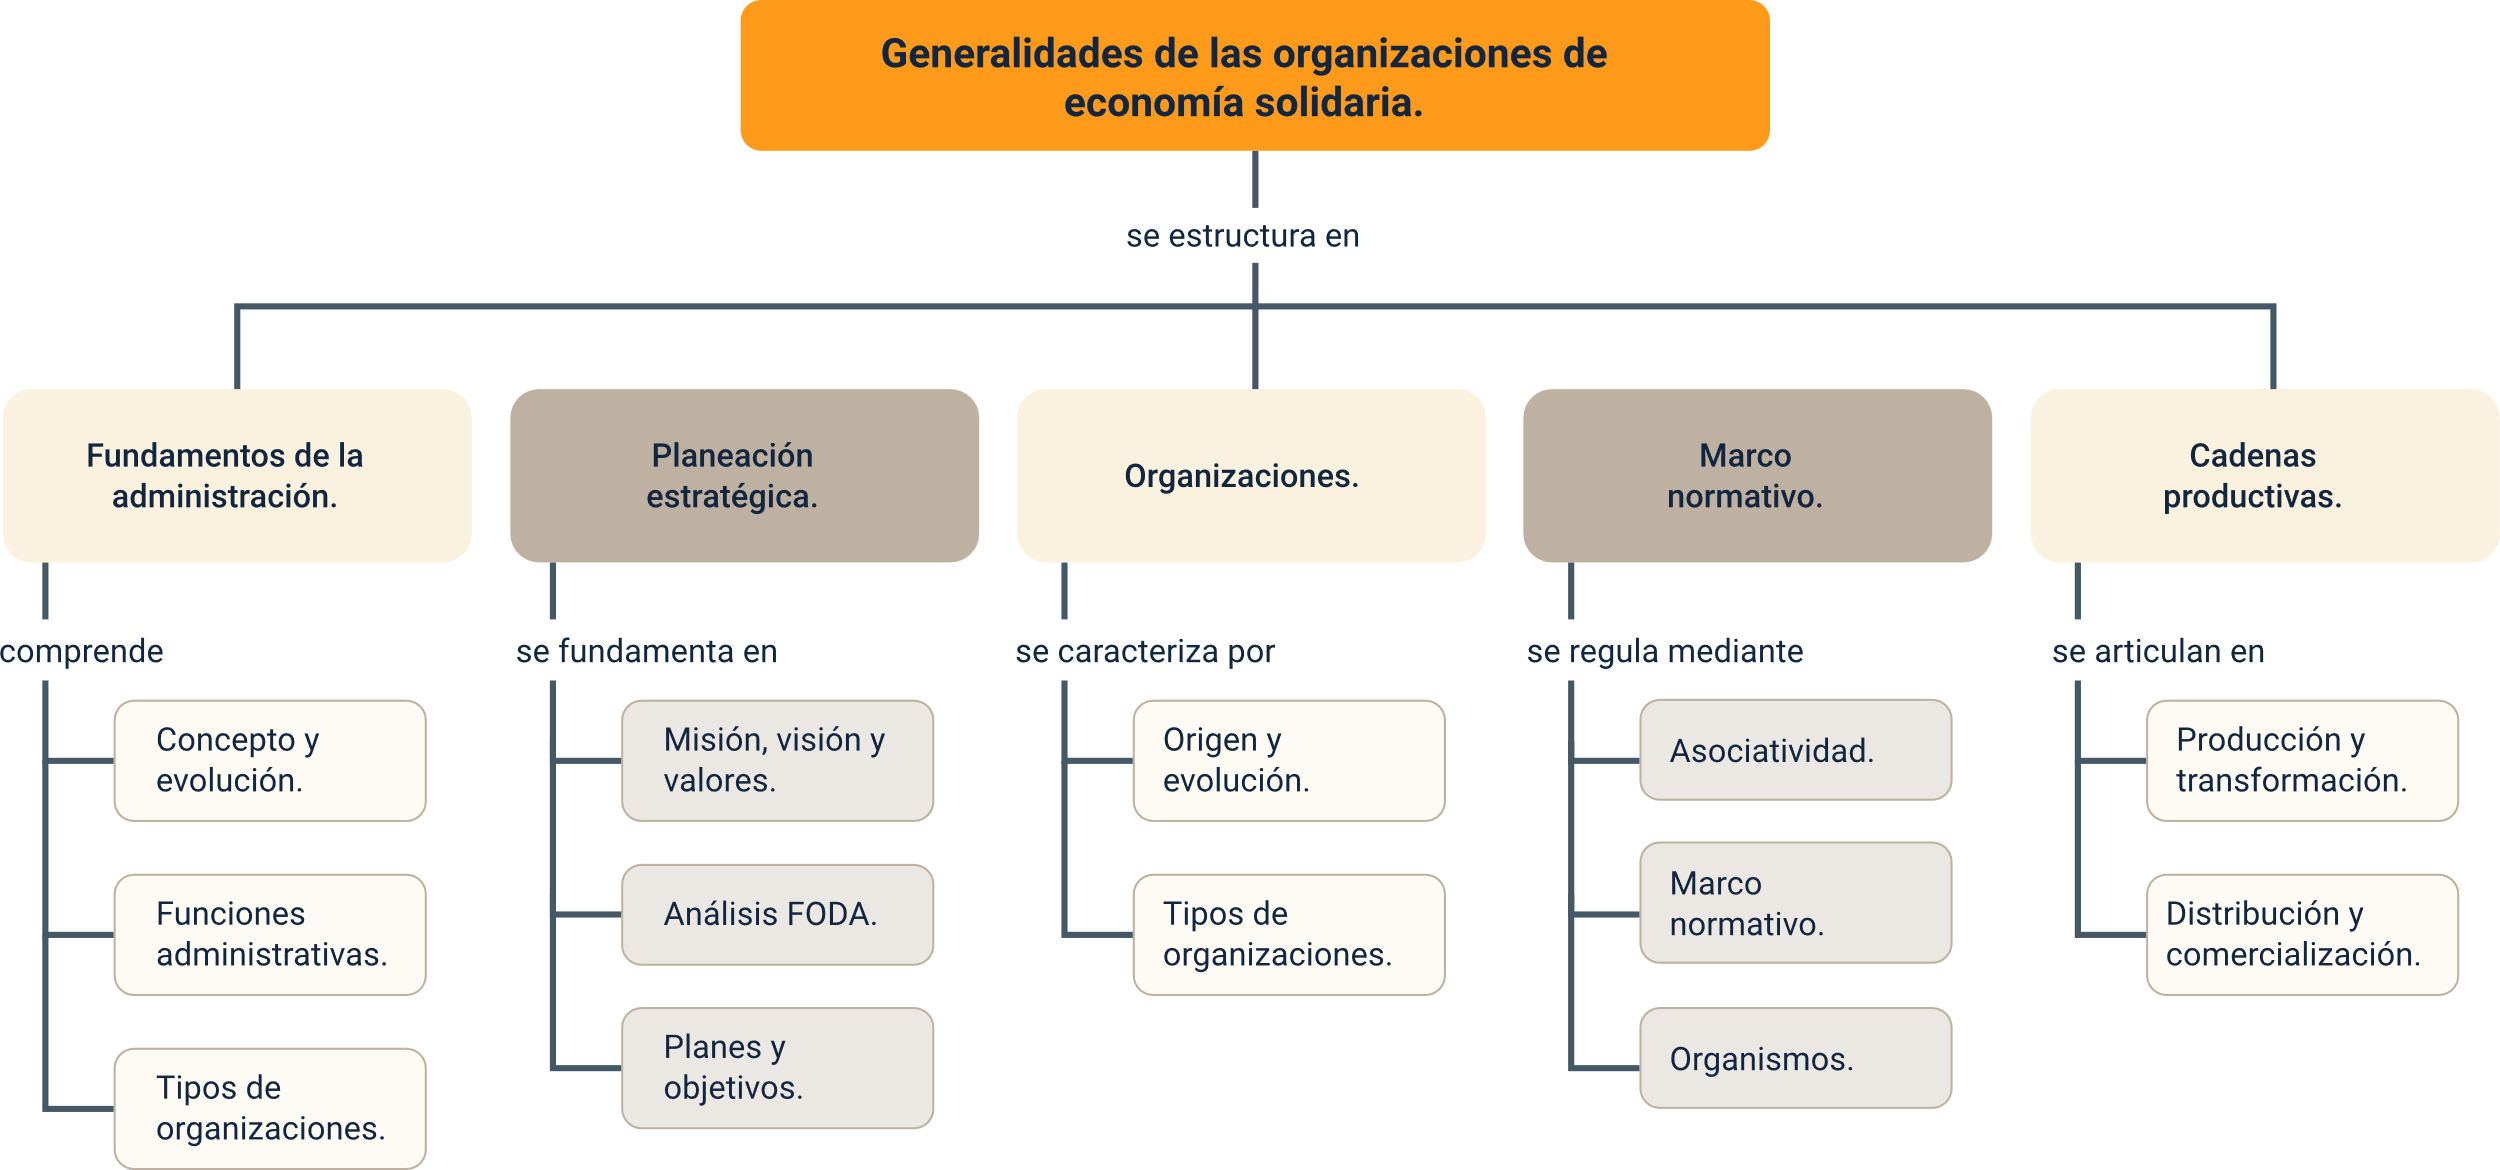 Generalidades de las organizaciones de
economía solidaria.
se estructura en
Fundamentos de la
administración.
Planeación
estratégica.
Organizaciones.
Marco
normativo.
Cadenas
productivas.
comprende
Concepto y
evolución.
Funciones
administrativas.
Tipos de
organizaciones.
se fundamenta en
Misión, visión y
valores.
Análisis FODA.
Planes y
objetivos.
se caracteriza por
Origen y
evolución.
Tipos de
organizaciones.
se regula mediante
Asociatividad.
Marco
normativo.
Organismos.
se articulan en
Producción y
transformación.
Distribución y
comercialización.